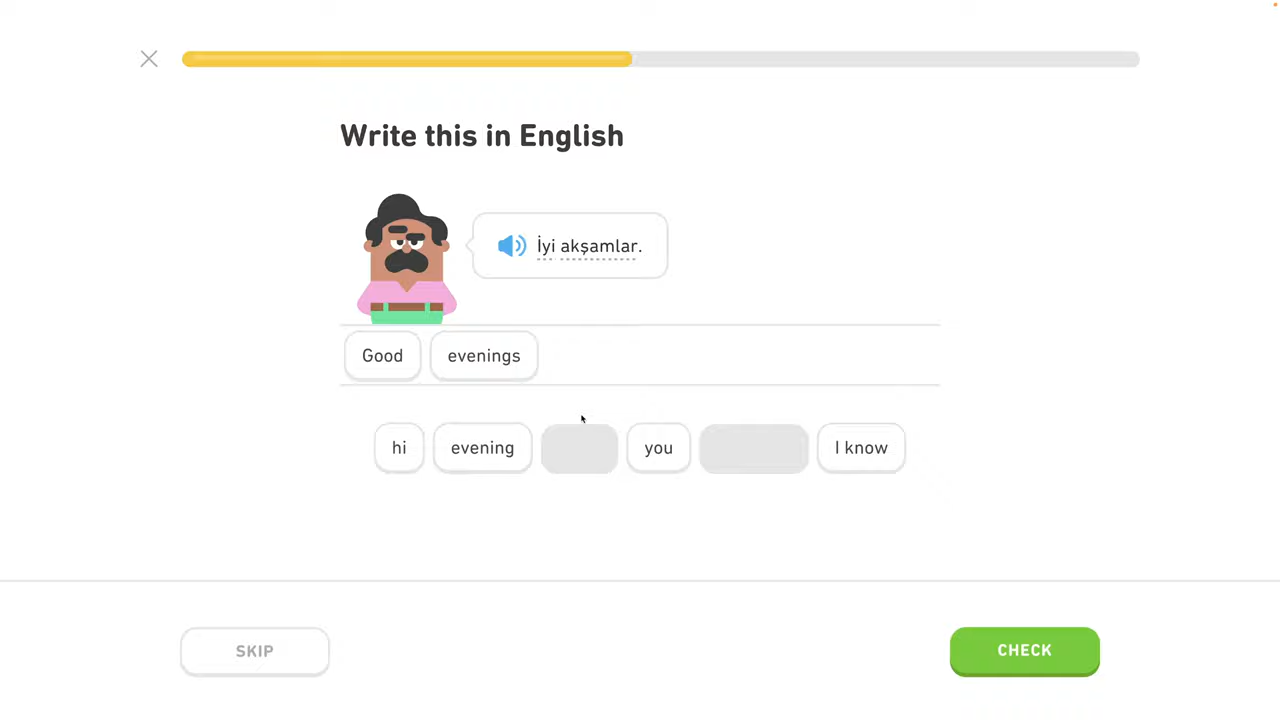 Write this in English
İyi akşamlar.
Good evenings
hi evening you I know
SKIP CHECK